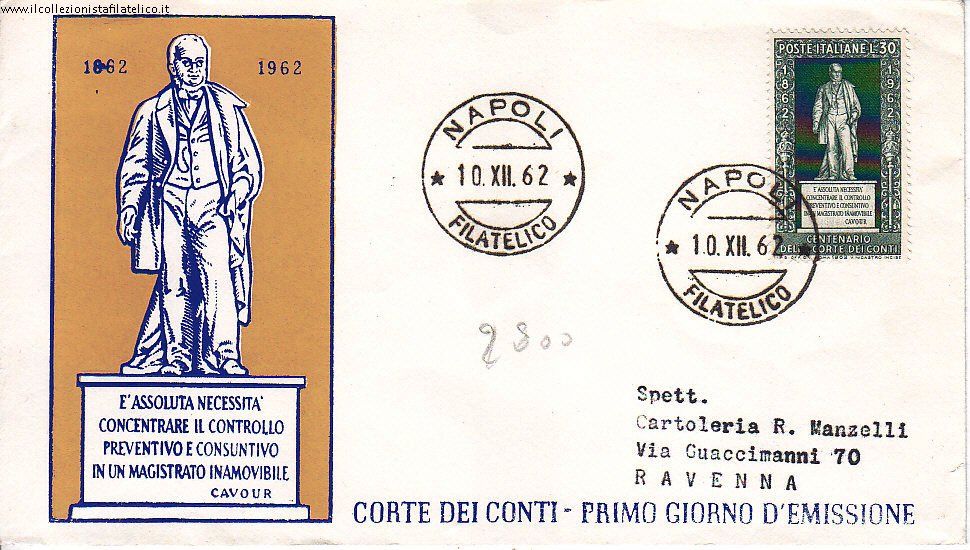 www.ilcollezionistafilatelico.it
1862 1962
E' ASSOLUTA NECESSITA'
CONCENTRARE IL CONTROLLO
PREVENTIVO E CONSUNTIVO
IN UN MAGISTRATO INAMOVIBILE
CAVOUR
NAPOLI
* 10.XII.62 *
FILATELICO
POSTE ITALIANE L.30
1862 1962
E' ASSOLUTA NECESSITA'
CONCENTRARE IL CONTROLLO
PREVENTIVO E CONSUNTIVO
IN UN MAGISTRATO INAMOVIBILE
CAVOUR
CENTENARIO
DELLA CORTE DEI CONTI
NAPOLI
* 10.XII.62
FILATELICO
2800
Spett.
Cartoleria R. Manzelli
Via Guaccimanni 70
RAVENNA
CORTE DEI CONTI - PRIMO GIORNO D'EMISSIONE